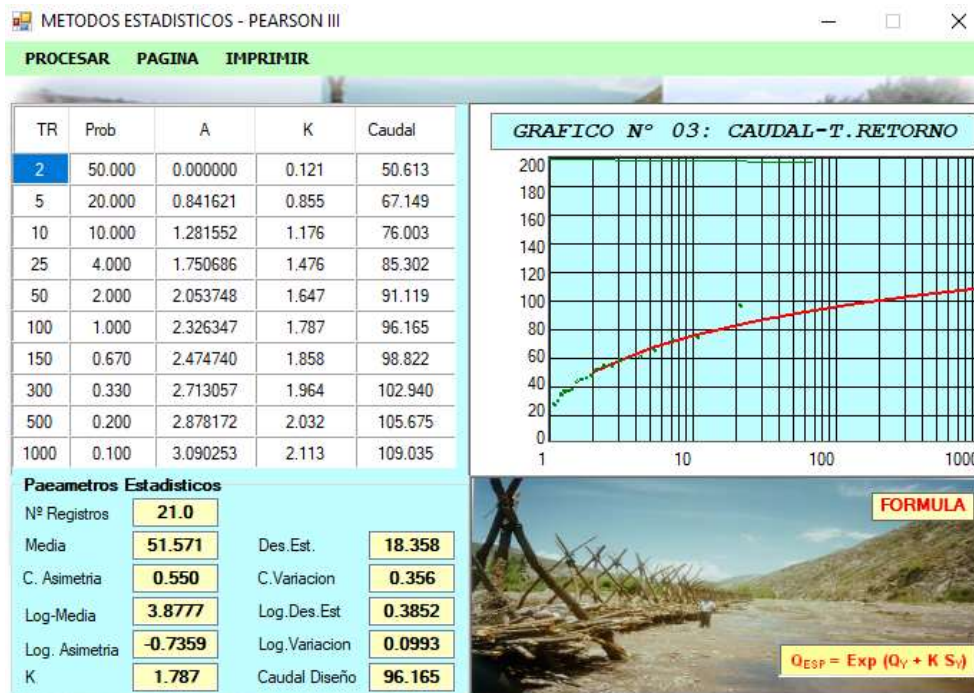 METODOS ESTADISTICOS - PEARSON III
PROCESAR PAGINA IMPRIMIR
TR Prob A K Caudal
2 50.000 0.000000 0.121 50.613
5 20.000 0.841621 0.855 67.149
10 10.000 1.281552 1.176 76.003
25 4.000 1.750686 1.476 85.302
50 2.000 2.053748 1.647 91.119
100 1.000 2.326347 1.787 96.165
150 0.670 2.474740 1.858 98.822
300 0.330 2.713057 1.964 102.940
500 0.200 2.878172 2.032 105.675
1000 0.100 3.090253 2.113 109.035
GRAFICO Nº 03: CAUDAL-T.RETORNO
200
180
160
140
120
100
80
60
40
20
0
1 10 100 1000
Paeametros Estadisticos
Nº Registros 21.0
Media 51.571 Des.Est. 18.358
C. Asimetria 0.550 C.Variacion 0.356
Log-Media 3.8777 Log.Des.Est 0.3852
Log. Asimetria -0.7359 Log.Variacion 0.0993
K 1.787 Caudal Diseño 96.165
FORMULA
QESP = Exp (QY + K SY)